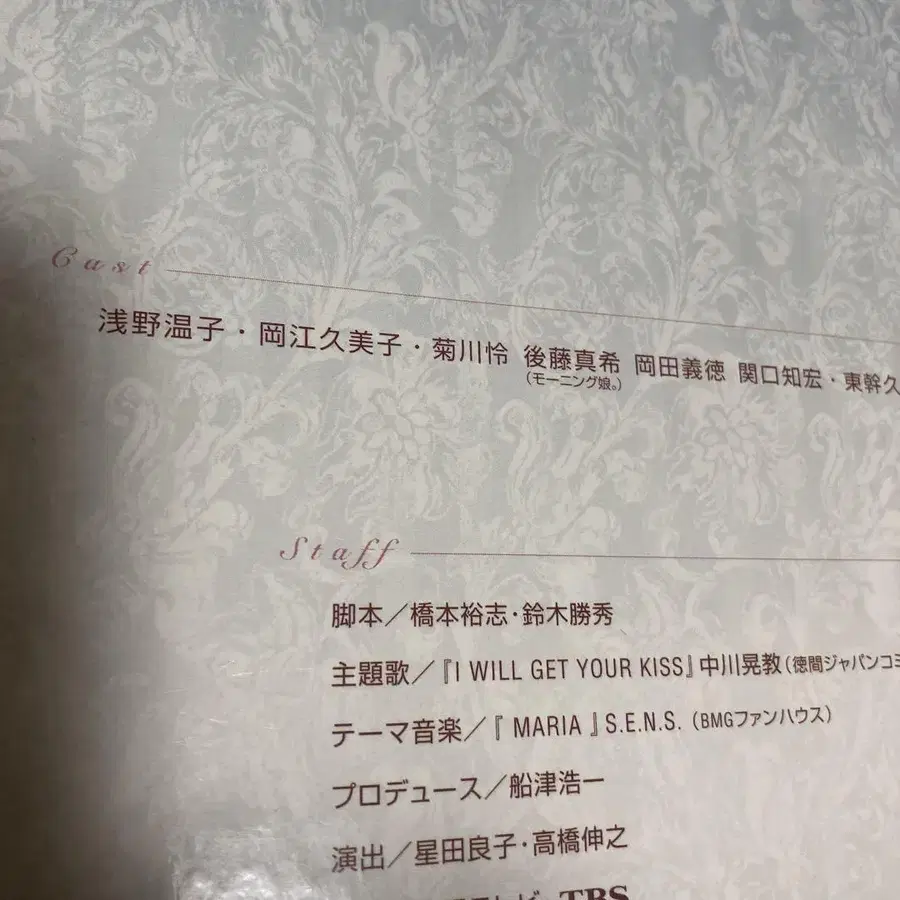 Cast
浅野温子・岡江久美子・菊川怜 後藤真希 岡田義徳 関口知宏・東幹久
（モーニング娘。）
Staff
脚本／橋本裕志・鈴木勝秀
主題歌／『I WILL GET YOUR KISS』中川晃教（徳間ジャパンコミ
テーマ音楽／『 MARIA 』S.E.N.S.（BMGファンハウス）
プロデュース／船津浩一
演出／星田良子・高橋伸之
TBS